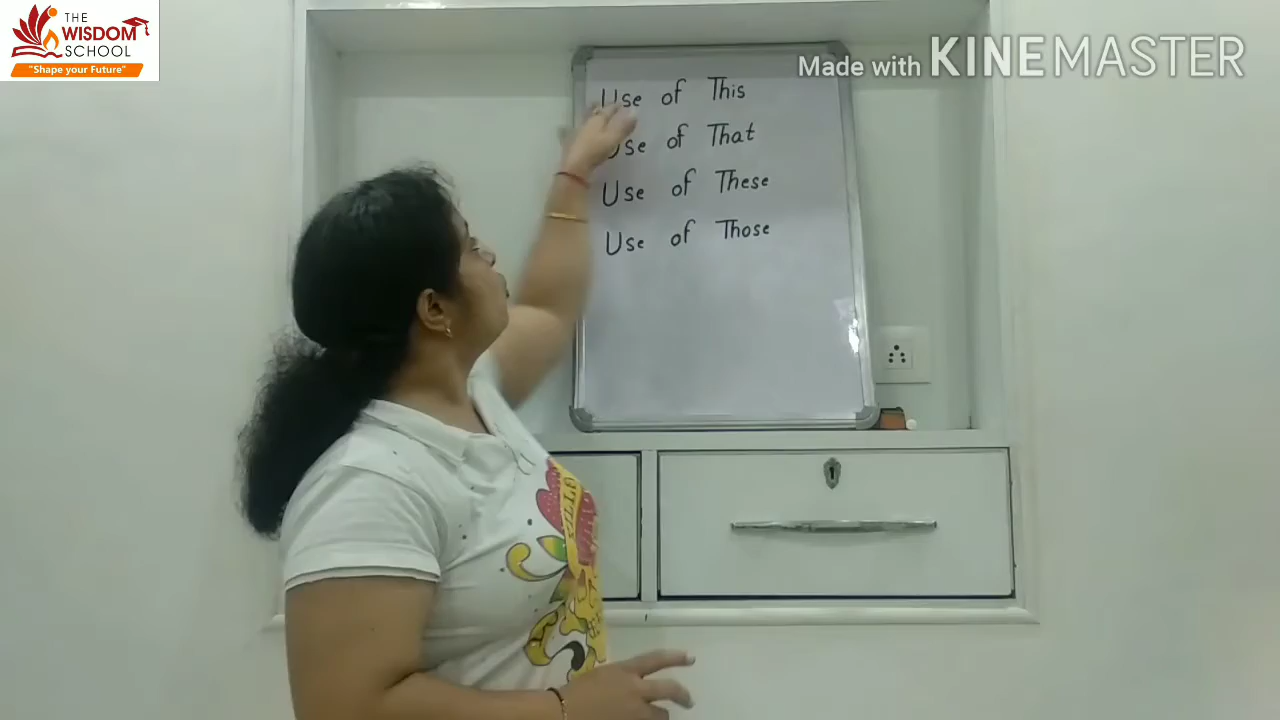 THE
WISDOM
SCHOOL
"Shape your Future"
Made with KINEMASTER
Use of This
Use of That
Use of These
Use of Those